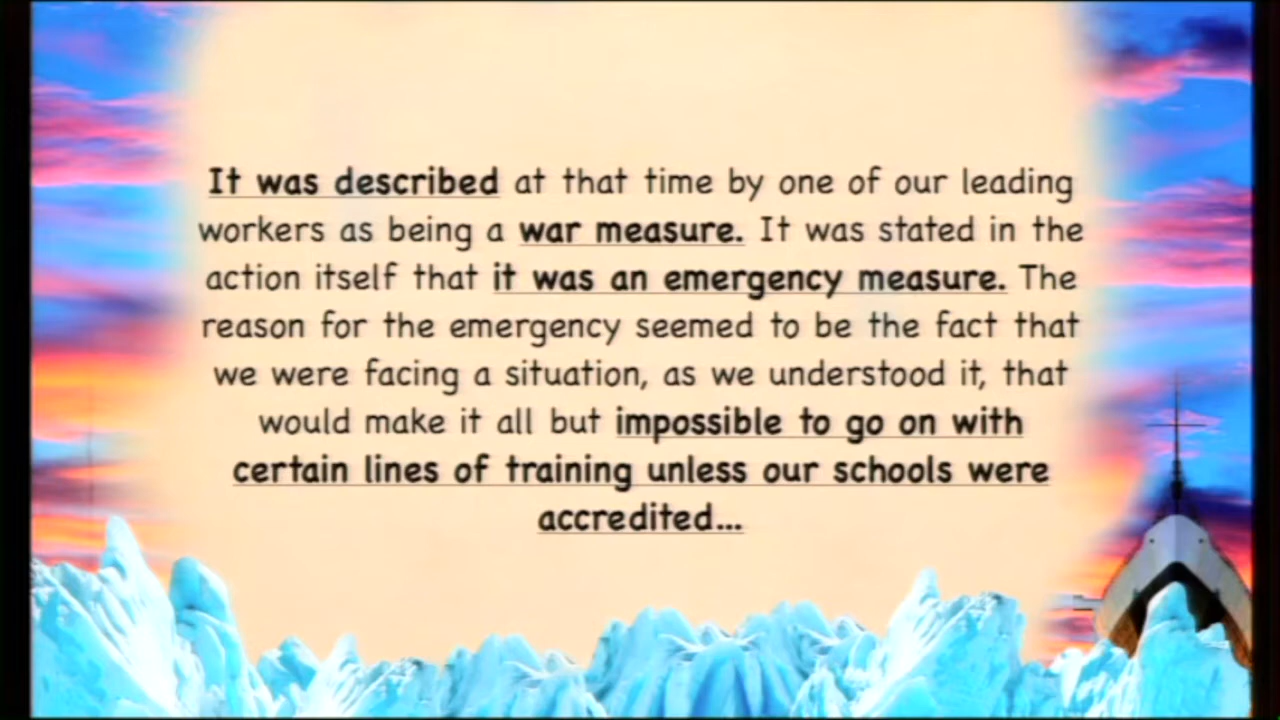 It was described at that time by one of our leading
workers as being a war measure. It was stated in the
action itself that it was an emergency measure. The
reason for the emergency seemed to be the fact that
we were facing a situation, as we understood it, that
would make it all but impossible to go on with
certain lines of training unless our schools were
accredited...